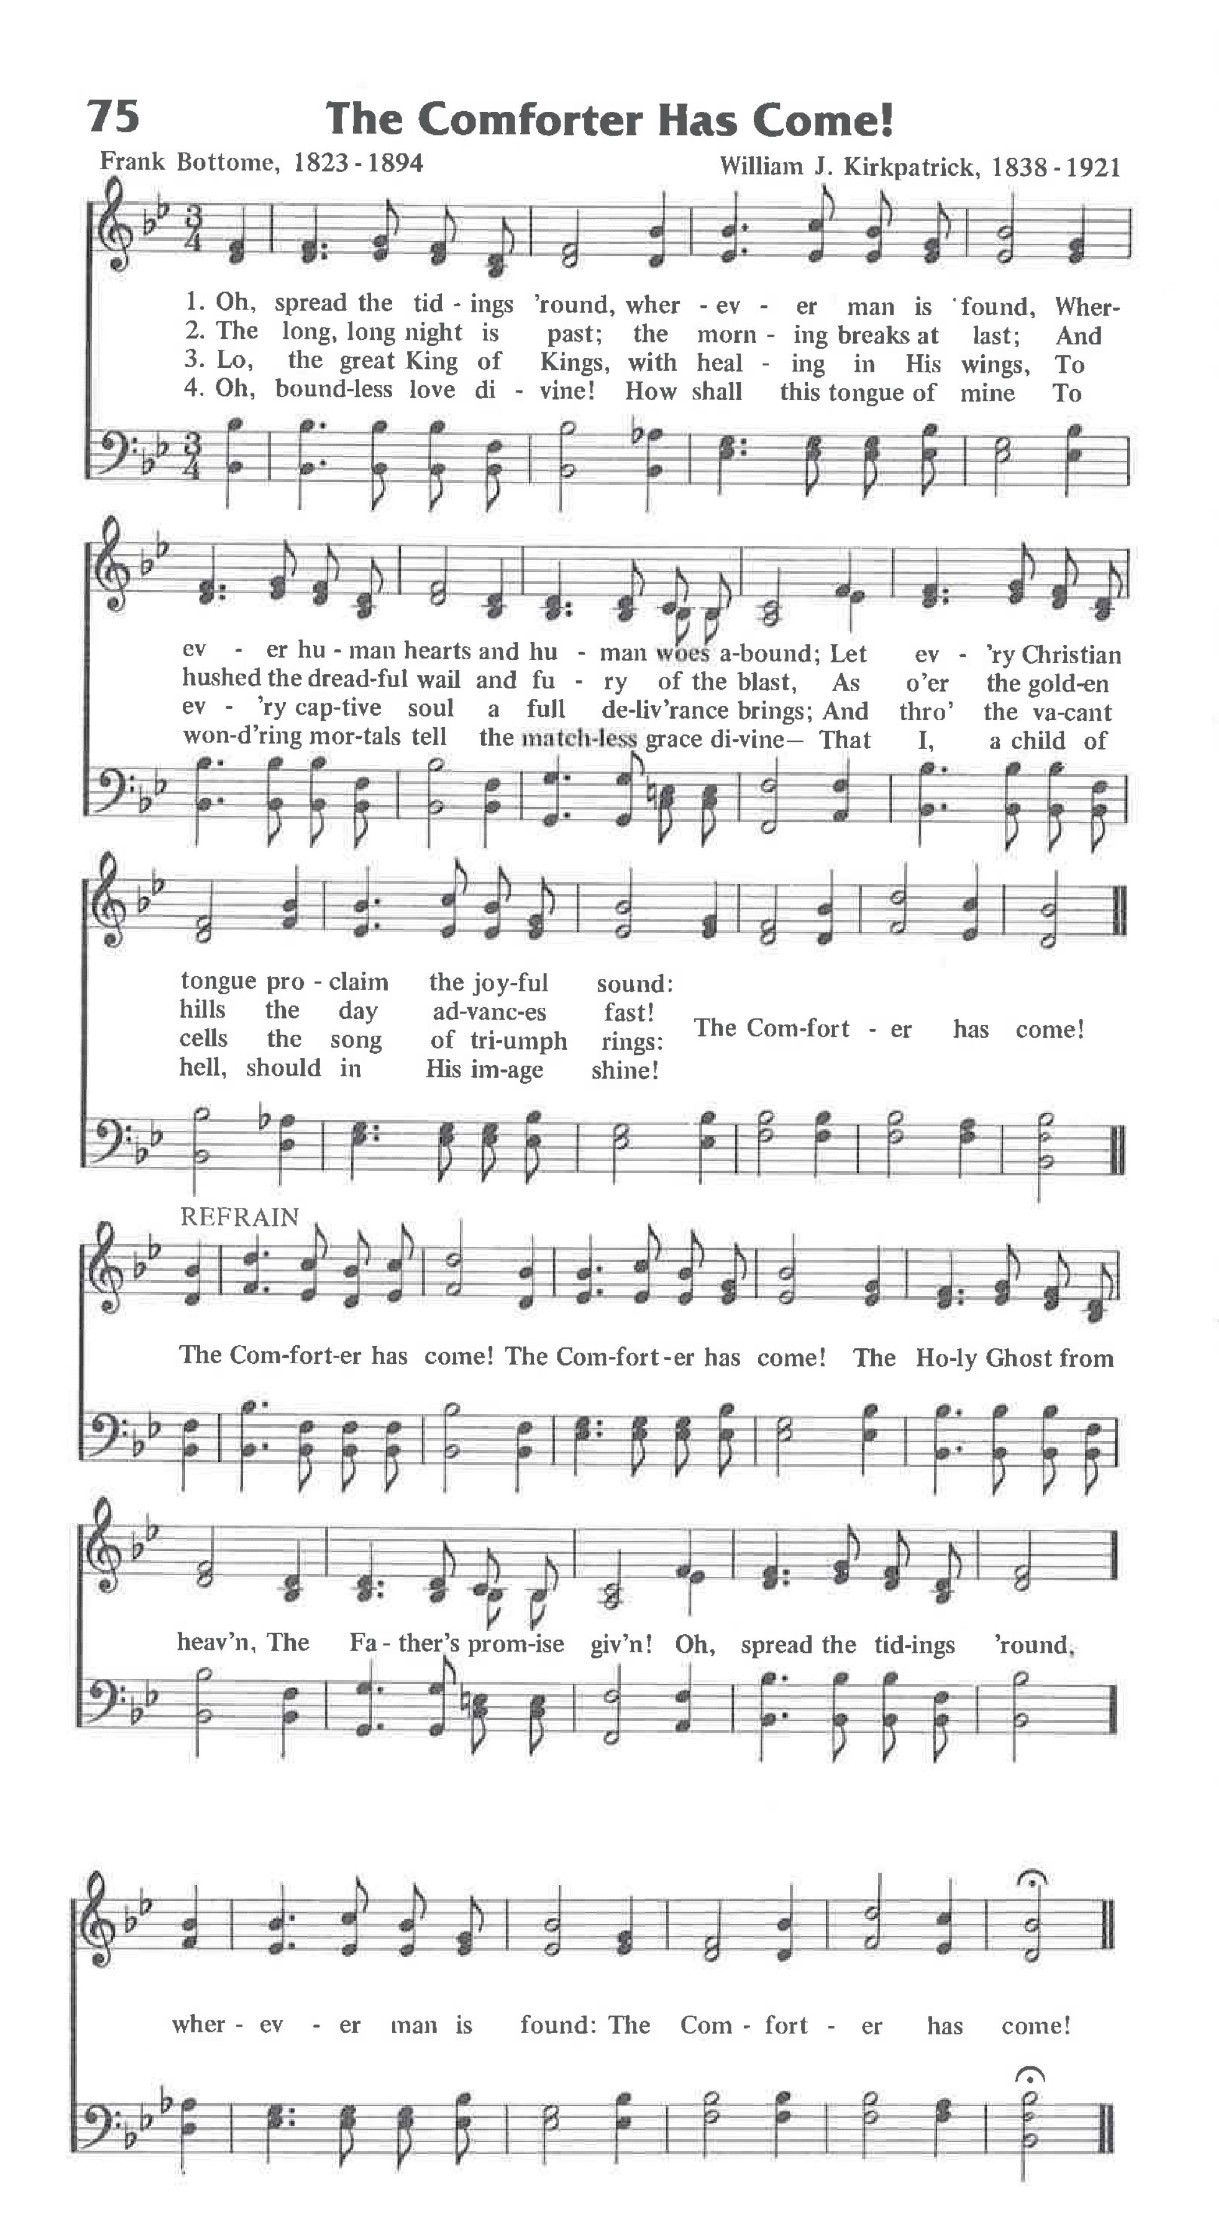 75 The Comforter Has Come!
Frank Bottome, 1823-1894 William J. Kirkpatrick, 1838-1921
1. Oh, spread the tid - ings 'round, wher - ev - er man is found, Wher-
2. The long, long night is past; the morn - ing breaks at last; And
3. Lo, the great King of Kings, with heal - ing in His wings, To
4. Oh, bound-less love di - vine! How shall this tongue of mine To
ev - er hu - man hearts and hu - man woes a-bound; Let ev - 'ry Christian
hushed the dread-ful wail and fu - ry of the blast, As o'er the gold-en
ev - 'ry cap-tive soul a full de-liv'rance brings; And thro' the va-cant
won-d'ring mor-tals tell the match-less grace di-vine— That I, a child of
tongue pro - claim the joy-ful sound:
hills the day ad-vanc-es fast!
cells the song of tri-umph rings:
hell, should in His im-age shine!
The Com-fort - er has come!
REFRAIN
The Com-fort-er has come! The Com-fort-er has come! The Ho-ly Ghost from
heav'n, The Fa - ther's prom-ise giv'n! Oh, spread the tid-ings 'round,
wher - ev - er man is found: The Com - fort - er has come!